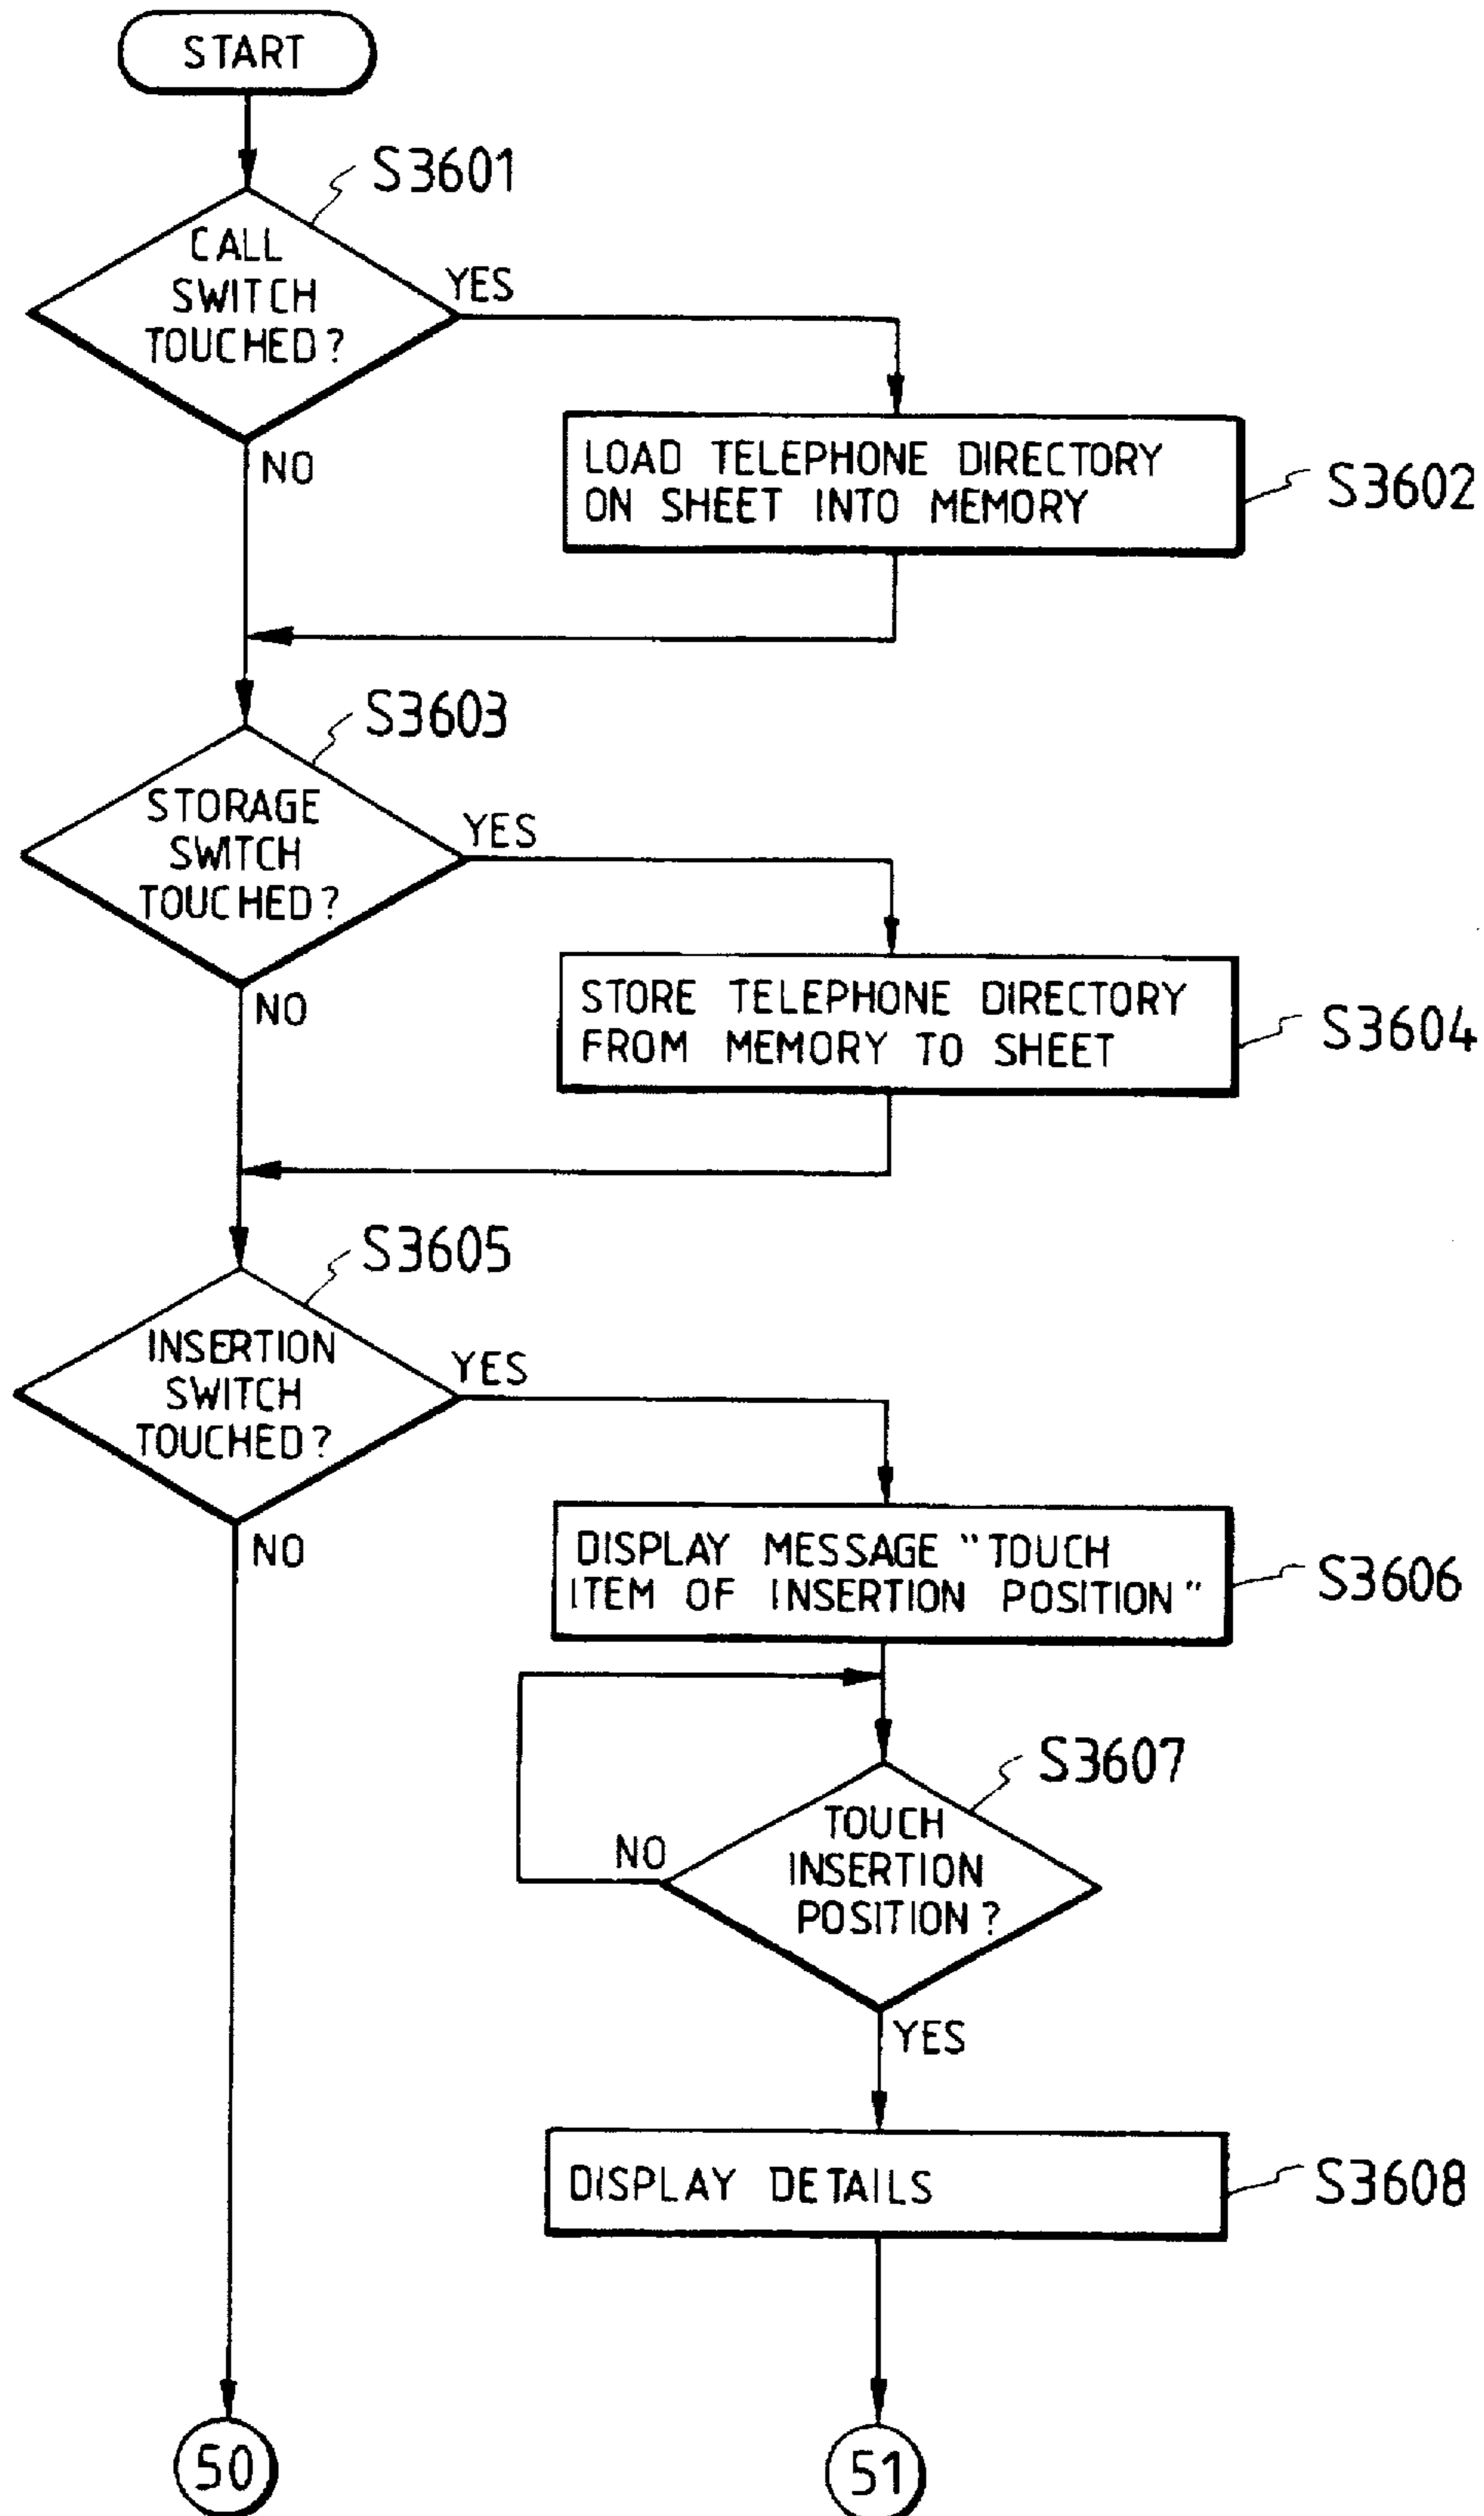 START
S3601
CALL
SWITCH
TOUCHED?
YES
NO
LOAD TELEPHONE DIRECTORY
ON SHEET INTO MEMORY
S3602
S3603
STORAGE
SWITCH
TOUCHED?
YES
NO
STORE TELEPHONE DIRECTORY
FROM MEMORY TO SHEET
S3604
S3605
INSERTION
SWITCH
TOUCHED?
YES
NO
DISPLAY MESSAGE "TOUCH
ITEM OF INSERTION POSITION"
S3606
S3607
TOUCH
INSERTION
POSITION?
NO
YES
DISPLAY DETAILS
S3608
50
51